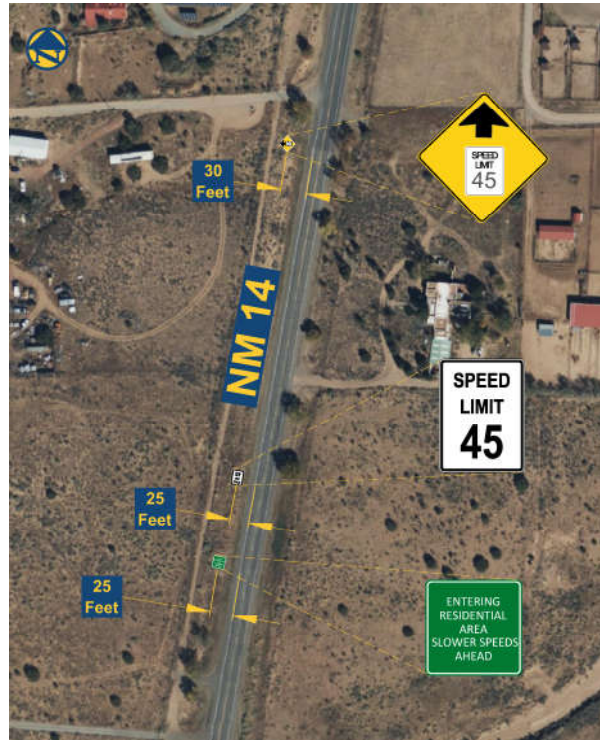 N
30
Feet
SPEED
LIMIT
45
NM 14
SPEED
LIMIT
45
25
Feet
25
Feet
ENTERING
RESIDENTIAL
AREA
SLOWER SPEEDS
AHEAD